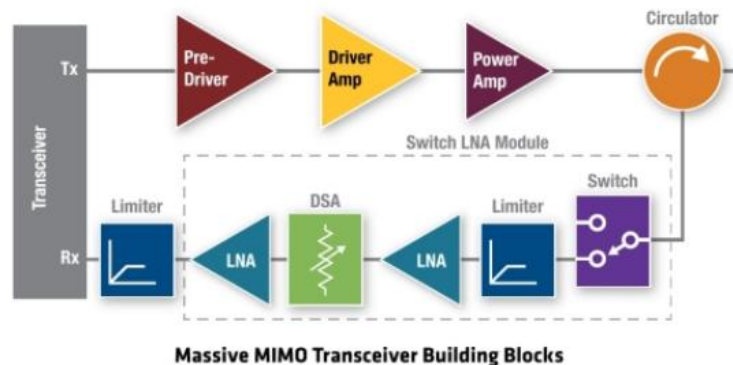 Circulator
Tx
Pre-
Driver
Driver
Amp
Power
Amp
Switch LNA Module
Transceiver
Limiter
DSA
Limiter
Switch
Rx
LNA
LNA
Massive MIMO Transceiver Building Blocks